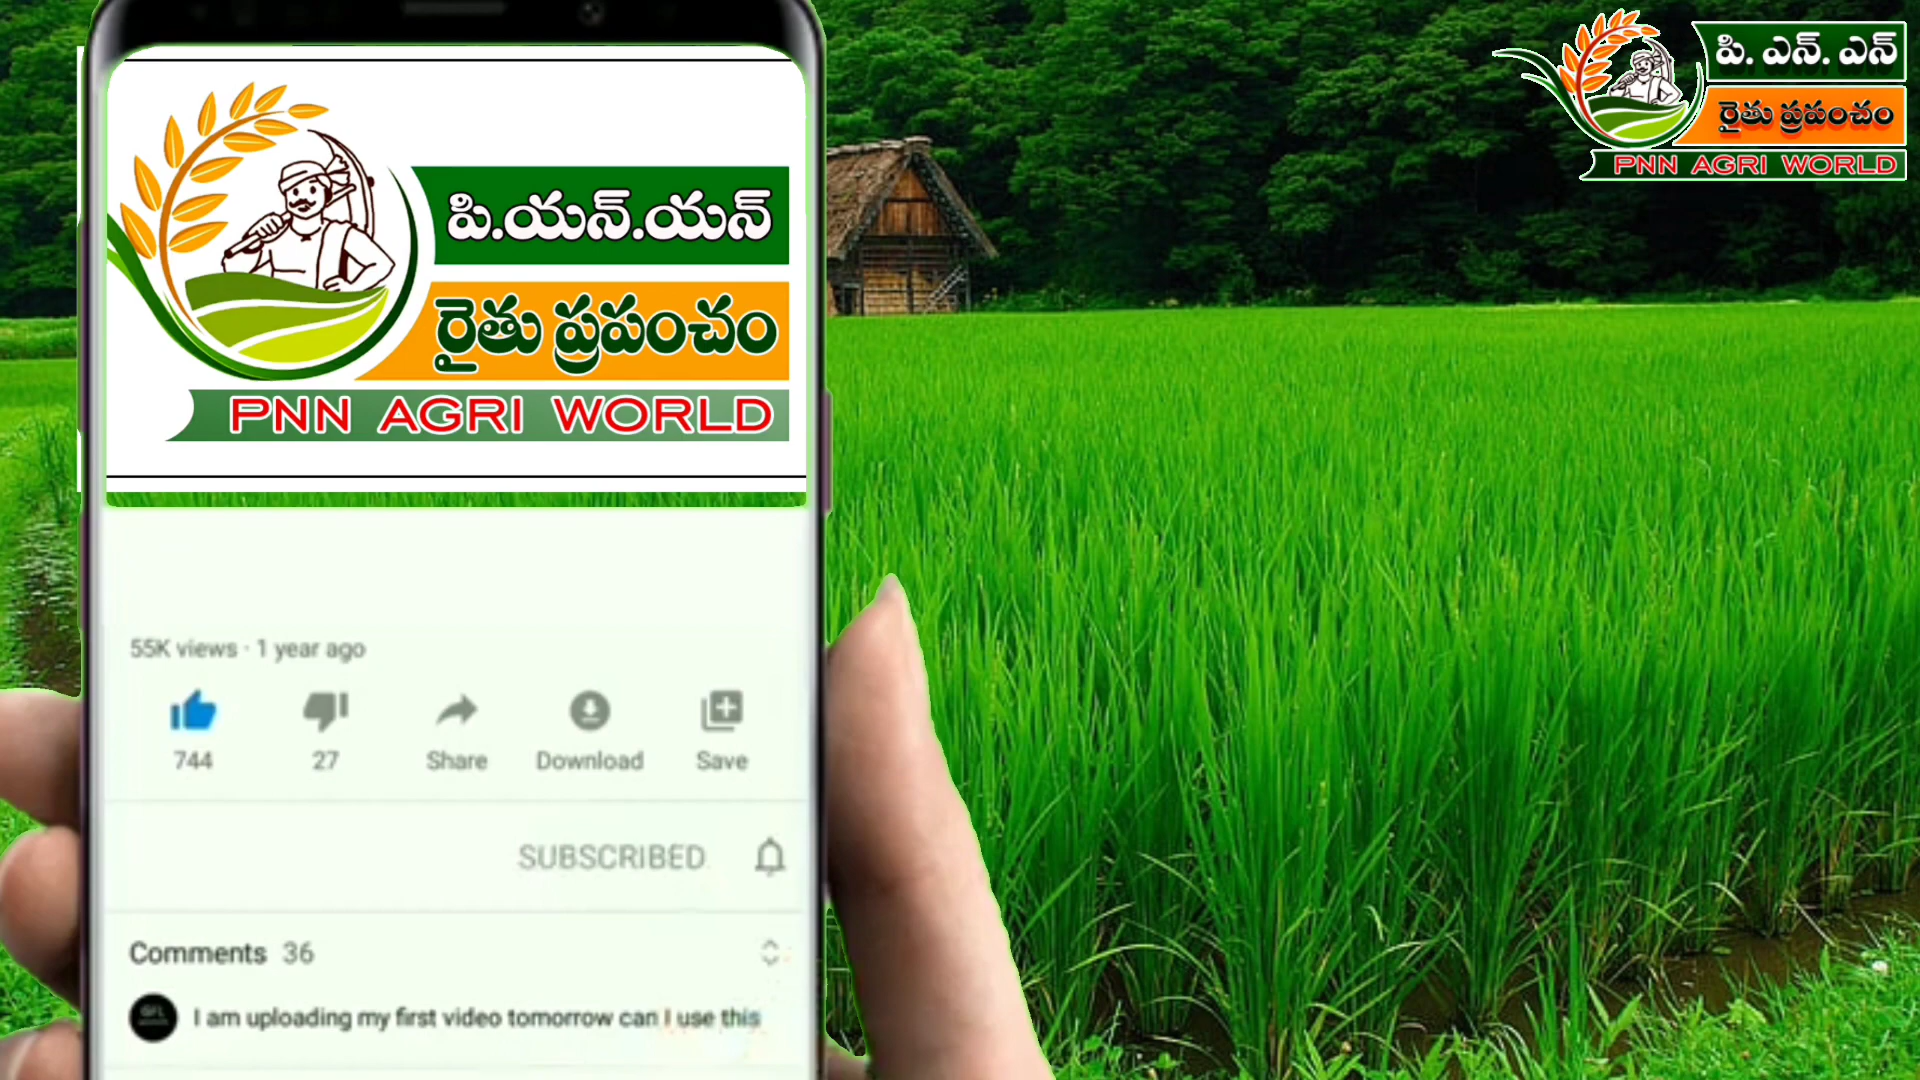 పి.యన్.యన్
రైతు ప్రపంచం
PNN AGRI WORLD
55K views · 1 year ago
744
27
Share
Download
Save
SUBSCRIBED
Comments 36
I am uploading my first video tomorrow can I use this
పి. ఎన్. ఎన్
రైతు ప్రపంచం
PNN AGRI WORLD